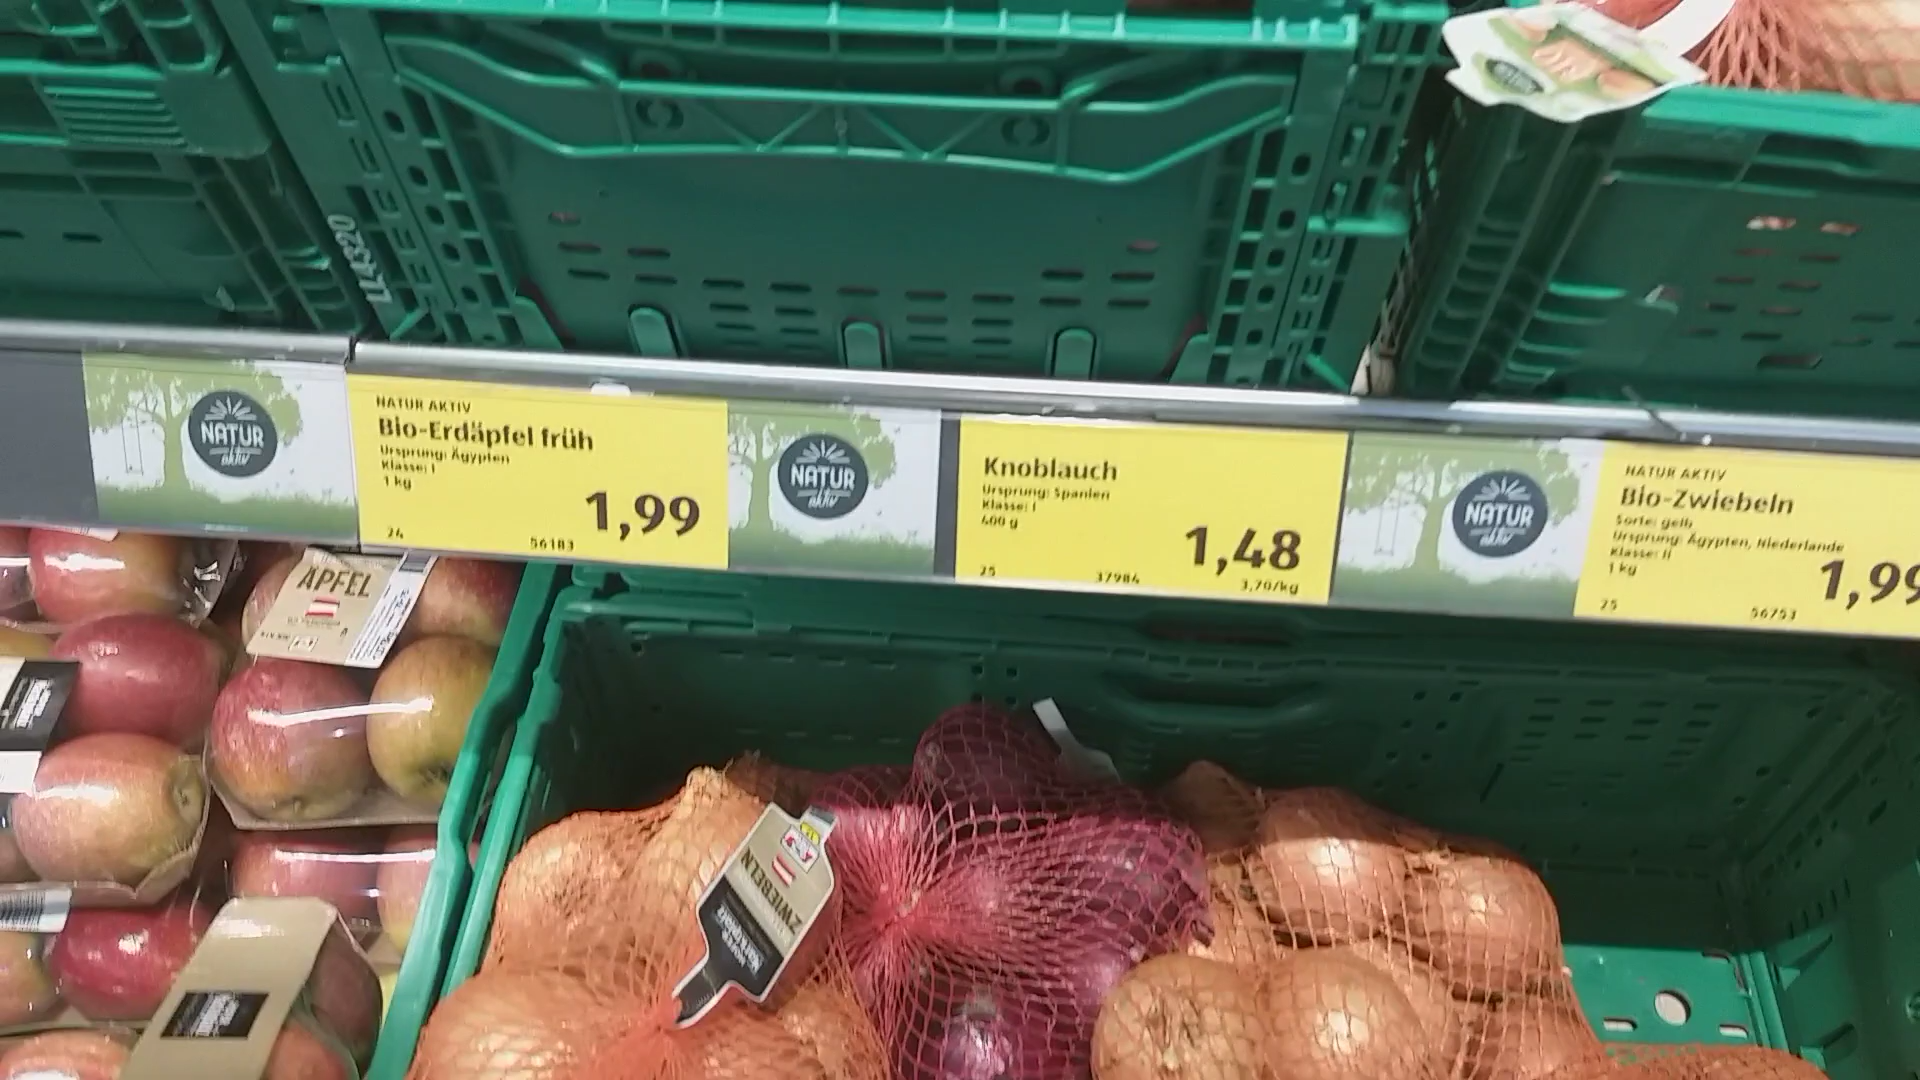 114320
NATUR
aktiv
NATUR AKTIV
Bio-Erdäpfel früh
Ursprung: Ägypten
Klasse: I
1 kg
1,99
24
56183
NATUR
aktiv
Knoblauch
Ursprung: Spanien
Klasse: I
400 g
1,48
25
37984
3,70/kg
NATUR
aktiv
NATUR AKTIV
Bio-Zwiebeln
Sorte: gelb
Ursprung: Ägypten, Niederlande
Klasse: II
1 kg
1,99
25
56753
APFEL
ZWIEBELN